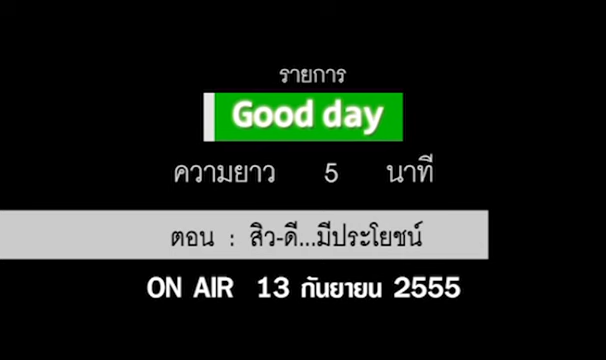 รายการ
Good day
ความยาว 5 นาที
ตอน : สิว-ดี...มีประโยชน์
ON AIR 13 กันยายน 2555